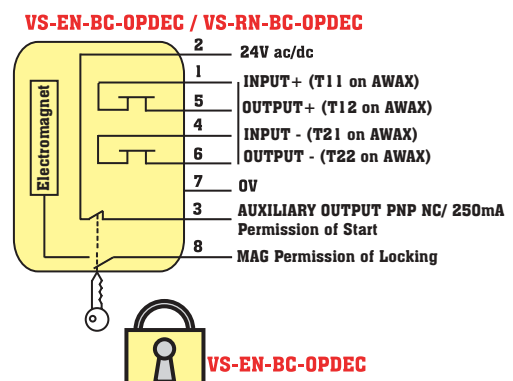 VS-EN-BC-OPDEC / VS-RN-BC-OPDEC
2 24V ac/dc
1 INPUT+ (T11 on AWAX)
5 OUTPUT+ (T12 on AWAX)
4 INPUT - (T21 on AWAX)
6 OUTPUT - (T22 on AWAX)
7 0V
3 AUXILIARY OUTPUT PNP NC/ 250mA
Permission of Start
8 MAG Permission of Locking
Electromagnet
VS-EN-BC-OPDEC